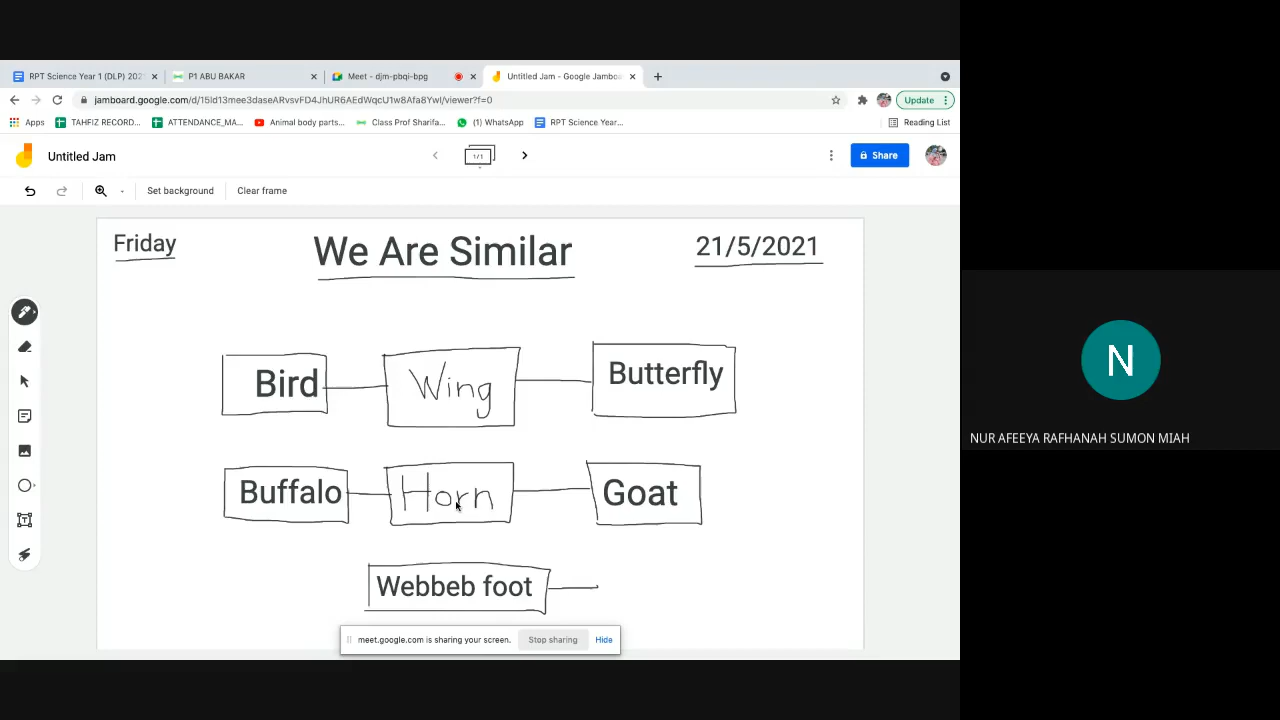 RPT Science Year 1 (DLP) 202
P1 ABU BAKAR
Meet - djm-pbqi-bpg
Untitled Jam - Google Jamboa
jamboard.google.com/d/15ld13mee3daseARvsvFD4JhUR6AEdWqcU1w8Afa8YwI/viewer?f=0
Update
Apps
TAHFIZ RECORD...
ATTENDANCE_MA...
Animal body parts...
Class Prof Sharifa...
(1) WhatsApp
RPT Science Year...
Reading List
Untitled Jam
1/1
Share
Set background
Clear frame
Friday
We Are Similar
21/5/2021
Bird
Wing
Butterfly
Buffalo
Horn
Goat
Webbeb foot
meet.google.com is sharing your screen.
Stop sharing
Hide
N
NUR AFEEYA RAFHANAH SUMON MIAH